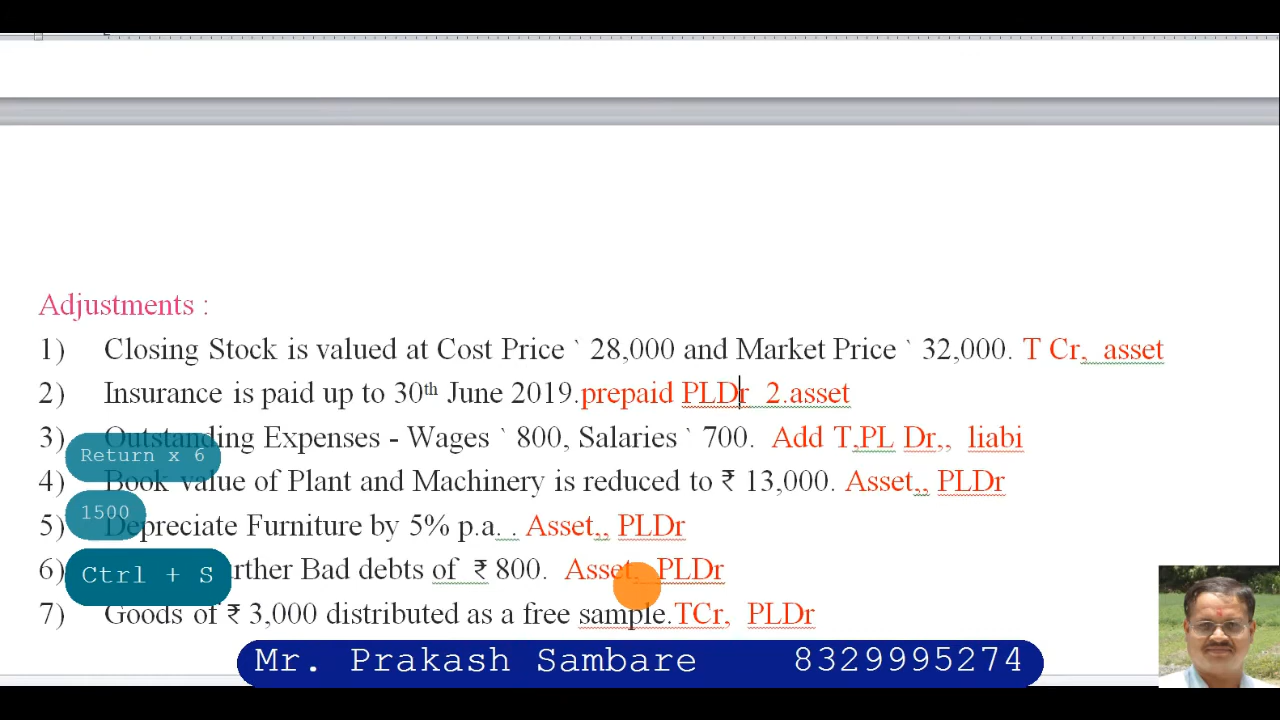 Adjustments :
1) Closing Stock is valued at Cost Price ` 28,000 and Market Price ` 32,000. T Cr, asset
2) Insurance is paid up to 30th June 2019.prepaid PLDr 2.asset
3) Outstanding Expenses - Wages ` 800, Salaries ` 700. Add T,PL Dr,, liabi
Return x 6
4) Book value of Plant and Machinery is reduced to ₹ 13,000. Asset,, PLDr
1500
5) Depreciate Furniture by 5% p.a. . Asset,, PLDr
6) rther Bad debts of ₹ 800. Asset, PLDr
Ctrl + S
7) Goods of ₹ 3,000 distributed as a free sample.TCr, PLDr
Mr. Prakash Sambare 8329995274